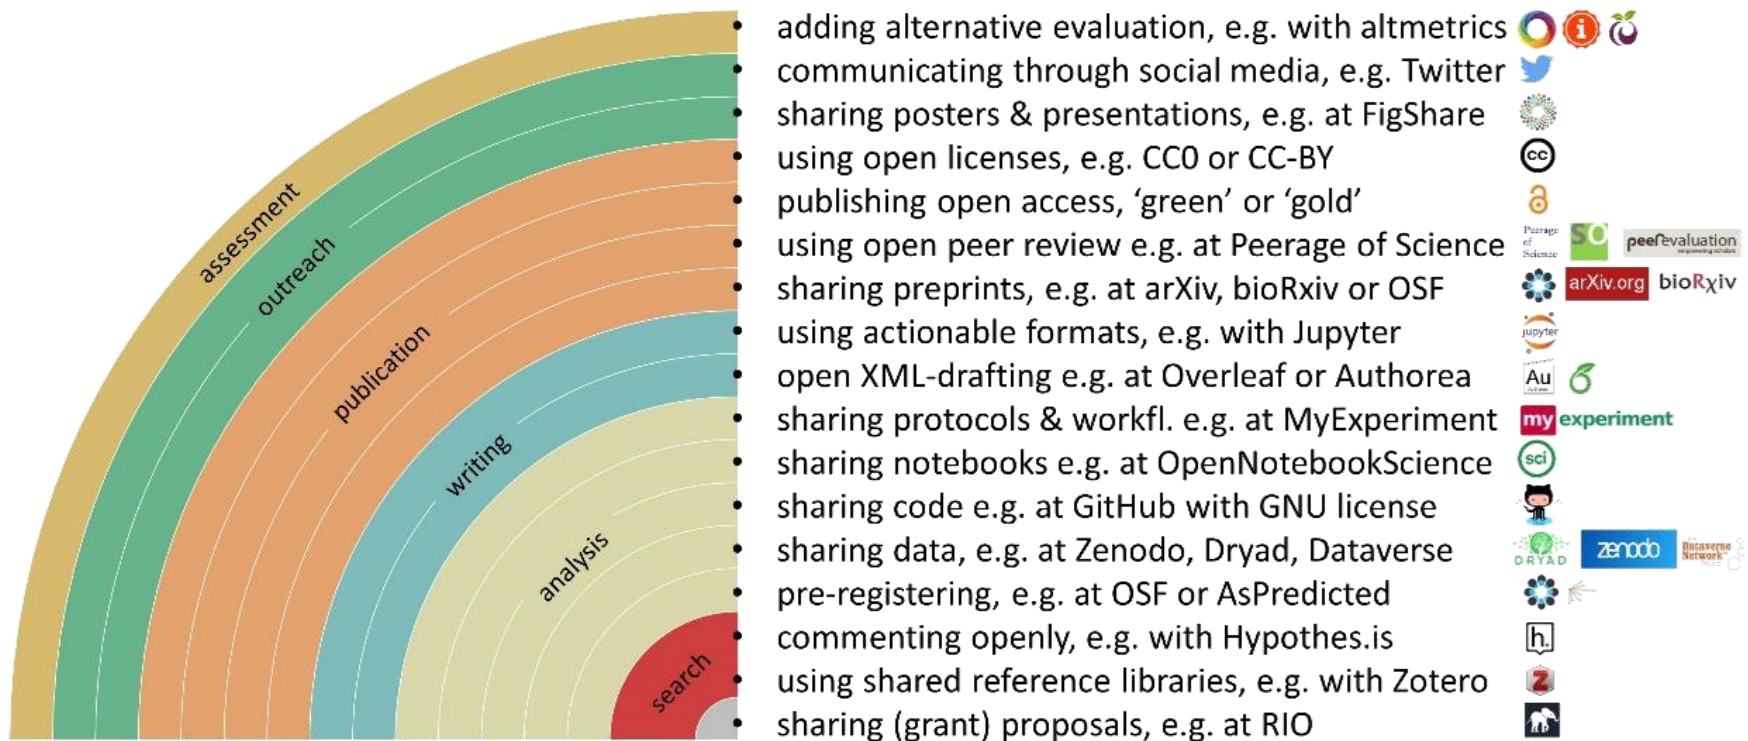 adding alternative evaluation, e.g. with altmetrics
communicating through social media, e.g. Twitter
sharing posters & presentations, e.g. at FigShare
using open licenses, e.g. CC0 or CC-BY
cc
publishing open access, ‘green’ or ‘gold’
using open peer review e.g. at Peerage of Science
Peerage
of
Science
SO
peerevaluation
sharing preprints, e.g. at arXiv, bioRxiv or OSF
arXiv.org
bioRχiv
using actionable formats, e.g. with Jupyter
jupyter
open XML-drafting e.g. at Overleaf or Authorea
Au
sharing protocols & workfl. e.g. at MyExperiment
my experiment
sharing notebooks e.g. at OpenNotebookScience
sci
sharing code e.g. at GitHub with GNU license
sharing data, e.g. at Zenodo, Dryad, Dataverse
DRYAD
zenodo
Dataverse
Network
pre-registering, e.g. at OSF or AsPredicted
commenting openly, e.g. with Hypothes.is
h.
using shared reference libraries, e.g. with Zotero
Z
sharing (grant) proposals, e.g. at RIO
assessment
outreach
publication
writing
analysis
search